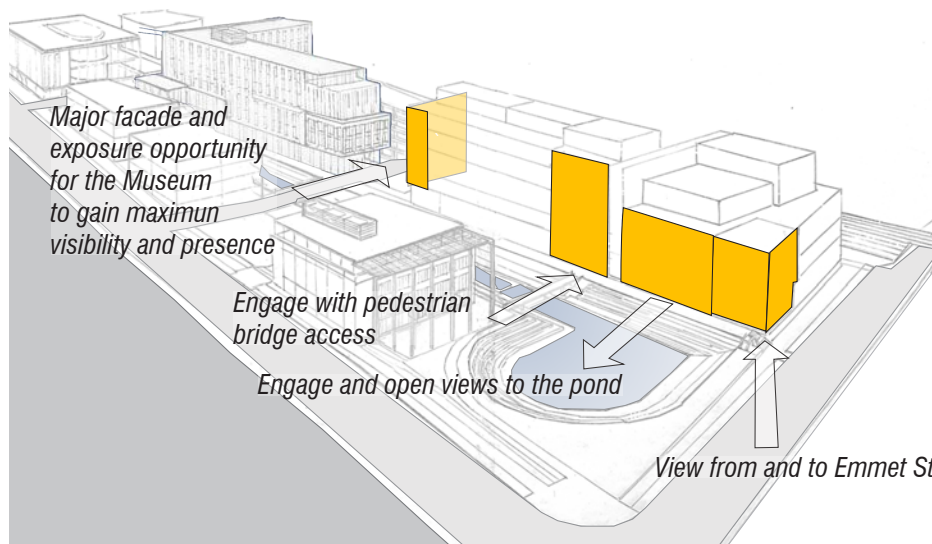 Major facade and
exposure opportunity
for the Museum
to gain maximun
visibility and presence
Engage with pedestrian
bridge access
Engage and open views to the pond
View from and to Emmet St